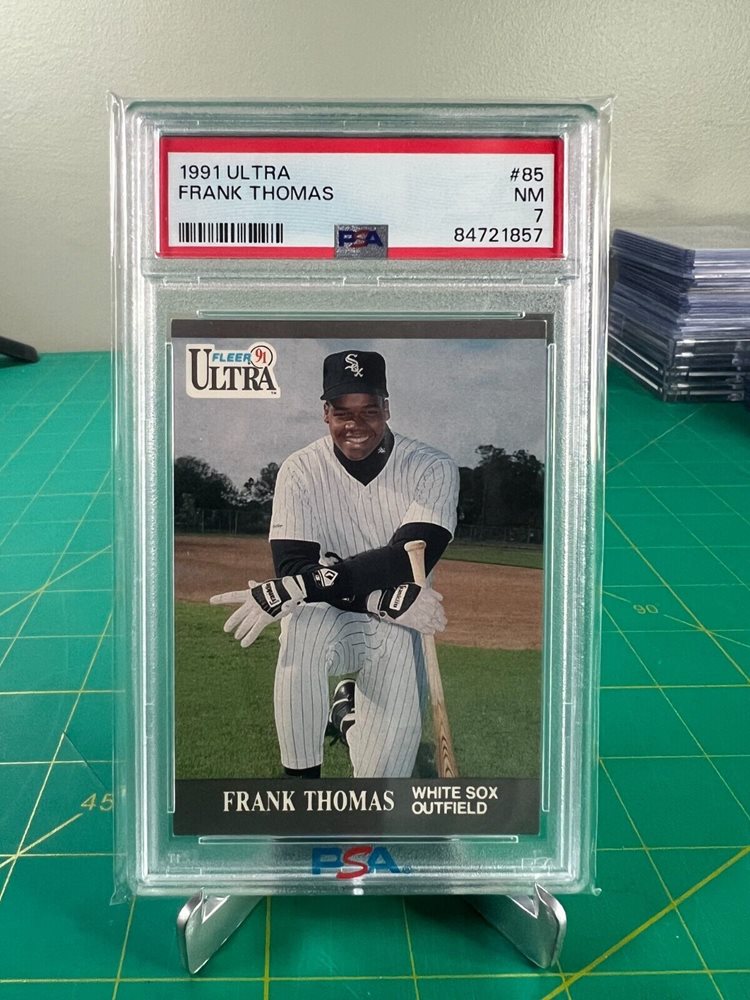 1991 ULTRA #85
FRANK THOMAS NM
7
PSA 84721857
FLEER 91
ULTRA™
Sox
FRANK THOMAS WHITE SOX
OUTFIELD
PSA®
45
90